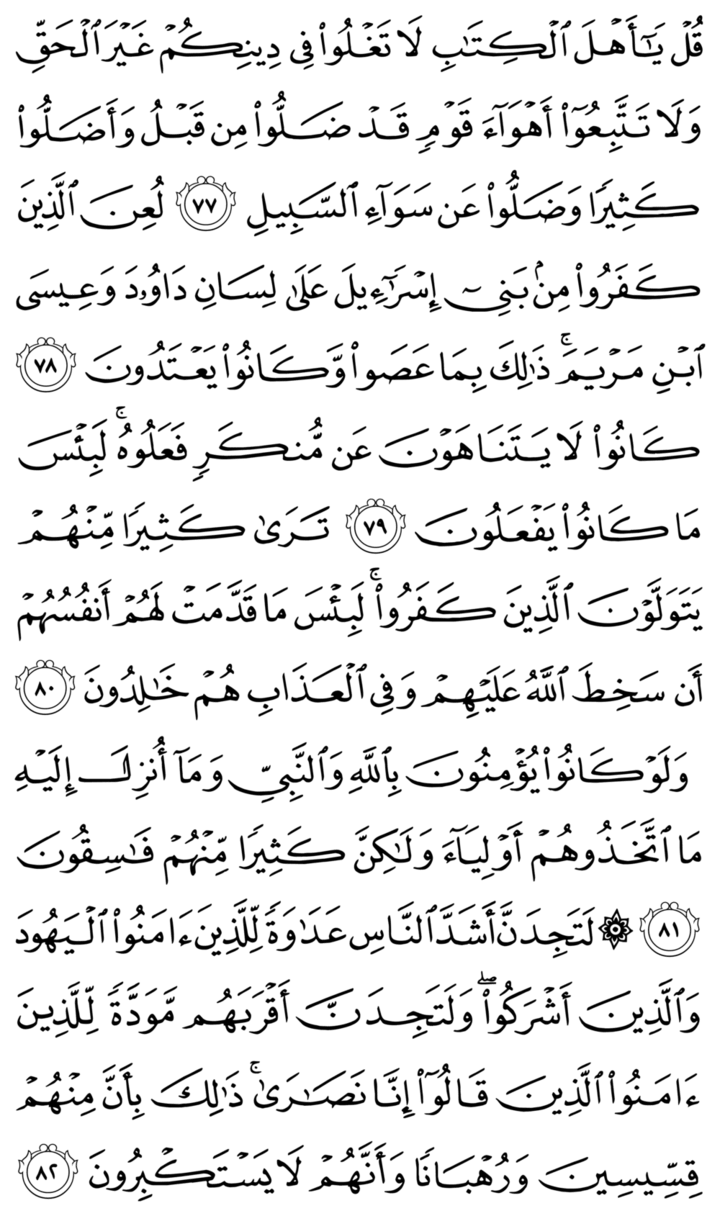 قُلۡ يَٰٓأَهۡلَ ٱلۡكِتَٰبِ لَا تَغۡلُواْ فِي دِينِكُمۡ غَيۡرَ ٱلۡحَقِّ
وَلَا تَتَّبِعُوٓاْ أَهۡوَآءَ قَوۡمٖ قَدۡ ضَلُّواْ مِن قَبۡلُ وَأَضَلُّواْ
كَثِيرٗا وَضَلُّواْ عَن سَوَآءِ ٱلسَّبِيلِ ٧٧ لُعِنَ ٱلَّذِينَ
كَفَرُواْ مِنۢ بَنِيٓ إِسۡرَٰٓءِيلَ عَلَىٰ لِسَانِ دَاوُۥدَ وَعِيسَى
ٱبۡنِ مَرۡيَمَۚ ذَٰلِكَ بِمَا عَصَواْ وَّكَانُواْ يَعۡتَدُونَ ٧٨
كَانُواْ لَا يَتَنَاهَوۡنَ عَن مُّنكَرٖ فَعَلُوهُۚ لَبِئۡسَ
مَا كَانُواْ يَفۡعَلُونَ ٧٩ تَرَىٰ كَثِيرٗا مِّنۡهُمۡ
يَتَوَلَّوۡنَ ٱلَّذِينَ كَفَرُواْۚ لَبِئۡسَ مَا قَدَّمَتۡ لَهُمۡ أَنفُسُهُمۡ
أَن سَخِطَ ٱللَّهُ عَلَيۡهِمۡ وَفِي ٱلۡعَذَابِ هُمۡ خَٰلِدُونَ ٨٠
وَلَوۡ كَانُواْ يُؤۡمِنُونَ بِٱللَّهِ وَٱلنَّبِيِّ وَمَآ أُنزِلَ إِلَيۡهِ
مَا ٱتَّخَذُوهُمۡ أَوۡلِيَآءَ وَلَٰكِنَّ كَثِيرٗا مِّنۡهُمۡ فَٰسِقُونَ
٨١ ۞ لَتَجِدَنَّ أَشَدَّ ٱلنَّاسِ عَدَٰوَةٗ لِّلَّذِينَ ءَامَنُواْ ٱلۡيَهُودَ
وَٱلَّذِينَ أَشۡرَكُواْۖ وَلَتَجِدَنَّ أَقۡرَبَهُم مَّوَدَّةٗ لِّلَّذِينَ
ءَامَنُواْ ٱلَّذِينَ قَالُوٓاْ إِنَّا نَصَٰرَىٰۚ ذَٰلِكَ بِأَنَّ مِنۡهُمۡ
قِسِّيسِينَ وَرُهۡبَانٗا وَأَنَّهُمۡ لَا يَسۡتَكۡبِرُونَ ٨٢